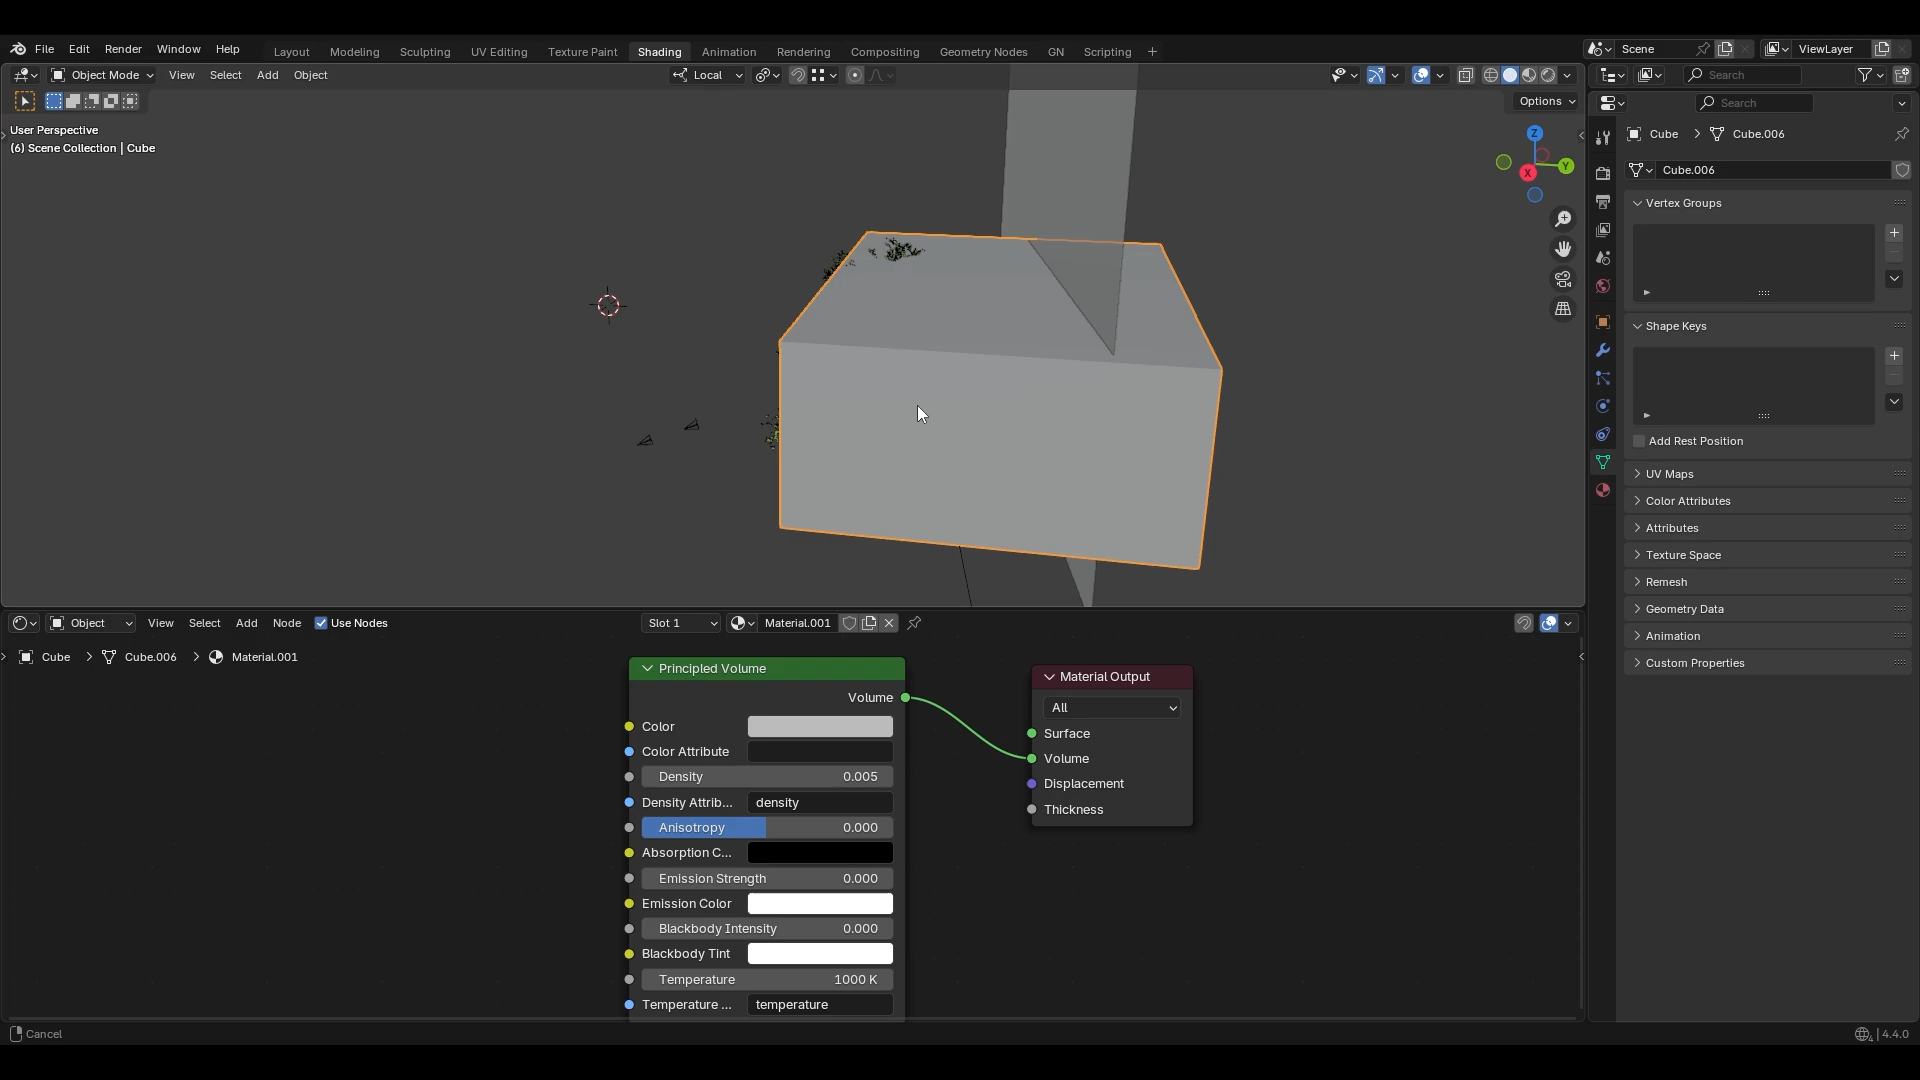 File Edit Render Window Help Layout Modeling Sculpting UV Editing Texture Paint Shading Animation Rendering Compositing Geometry Nodes GN Scripting + Scene ViewLayer
Object Mode View Select Add Object Local Search
Options Search
User Perspective
(6) Scene Collection | Cube
Z
Y
X
Cube > Cube.006
Cube.006
Vertex Groups
Shape Keys
Add Rest Position
UV Maps
Color Attributes
Attributes
Texture Space
Remesh
Geometry Data
Animation
Custom Properties
Object View Select Add Node Use Nodes Slot 1 Material.001
Cube > Cube.006 > Material.001
Principled Volume
Volume
Color
Color Attribute
Density 0.005
Density Attrib... density
Anisotropy 0.000
Absorption C...
Emission Strength 0.000
Emission Color
Blackbody Intensity 0.000
Blackbody Tint
Temperature 1000 K
Temperature ... temperature
Material Output
All
Surface
Volume
Displacement
Thickness
Cancel 4.4.0